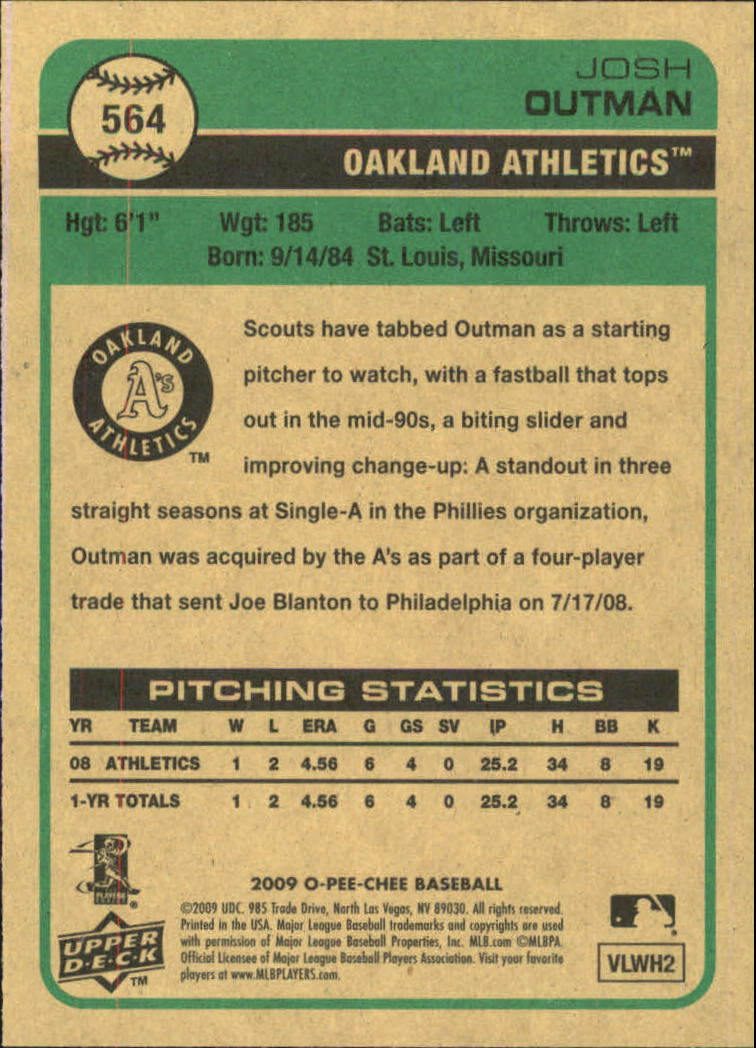 JOSH
OUTMAN
564
OAKLAND ATHLETICS™
Hgt: 6'1" Wgt: 185 Bats: Left Throws: Left
Born: 9/14/84 St. Louis, Missouri
OAKLAND
A's
ATHLETICS
TM
Scouts have tabbed Outman as a starting
pitcher to watch, with a fastball that tops
out in the mid-90s, a biting slider and
improving change-up: A standout in three
straight seasons at Single-A in the Phillies organization,
Outman was acquired by the A's as part of a four-player
trade that sent Joe Blanton to Philadelphia on 7/17/08.
PITCHING STATISTICS
YR TEAM W L ERA G GS SV IP H BB K
08 ATHLETICS 1 2 4.56 6 4 0 25.2 34 8 19
1-YR TOTALS 1 2 4.56 6 4 0 25.2 34 8 19
2009 O-PEE-CHEE BASEBALL
©2009 UDC. 985 Trade Drive, North Las Vegas, NV 89030. All rights reserved.
Printed in the USA. Major League Baseball trademarks and copyrights are used
with permission of Major League Baseball Properties, Inc. MLB.com ©MLBPA.
Official Licensee of Major League Baseball Players Association. Visit your favorite
players at www.MLBPLAYERS.com.
®
UPPER
D·E·C·K
TM
VLWH2